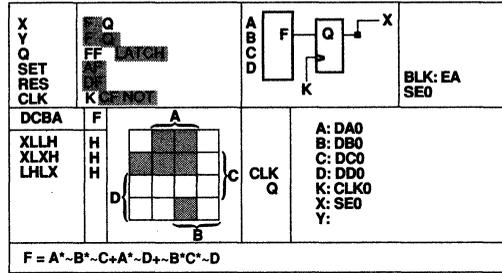 X F Q
Y F Q
Q FF LATCH
SET AF
RES DF
CLK K CF NOT
A
B
C
D
F
Q
X
K
BLK: EA
SE0
DCBA F
XLLH H
XLXH H
LHLX H
A
C
D
B
CLK
Q
A: DA0
B: DB0
C: DC0
D: DD0
K: CLK0
X: SE0
Y:
F = A*~B*~C+A*~D+~B*C*~D